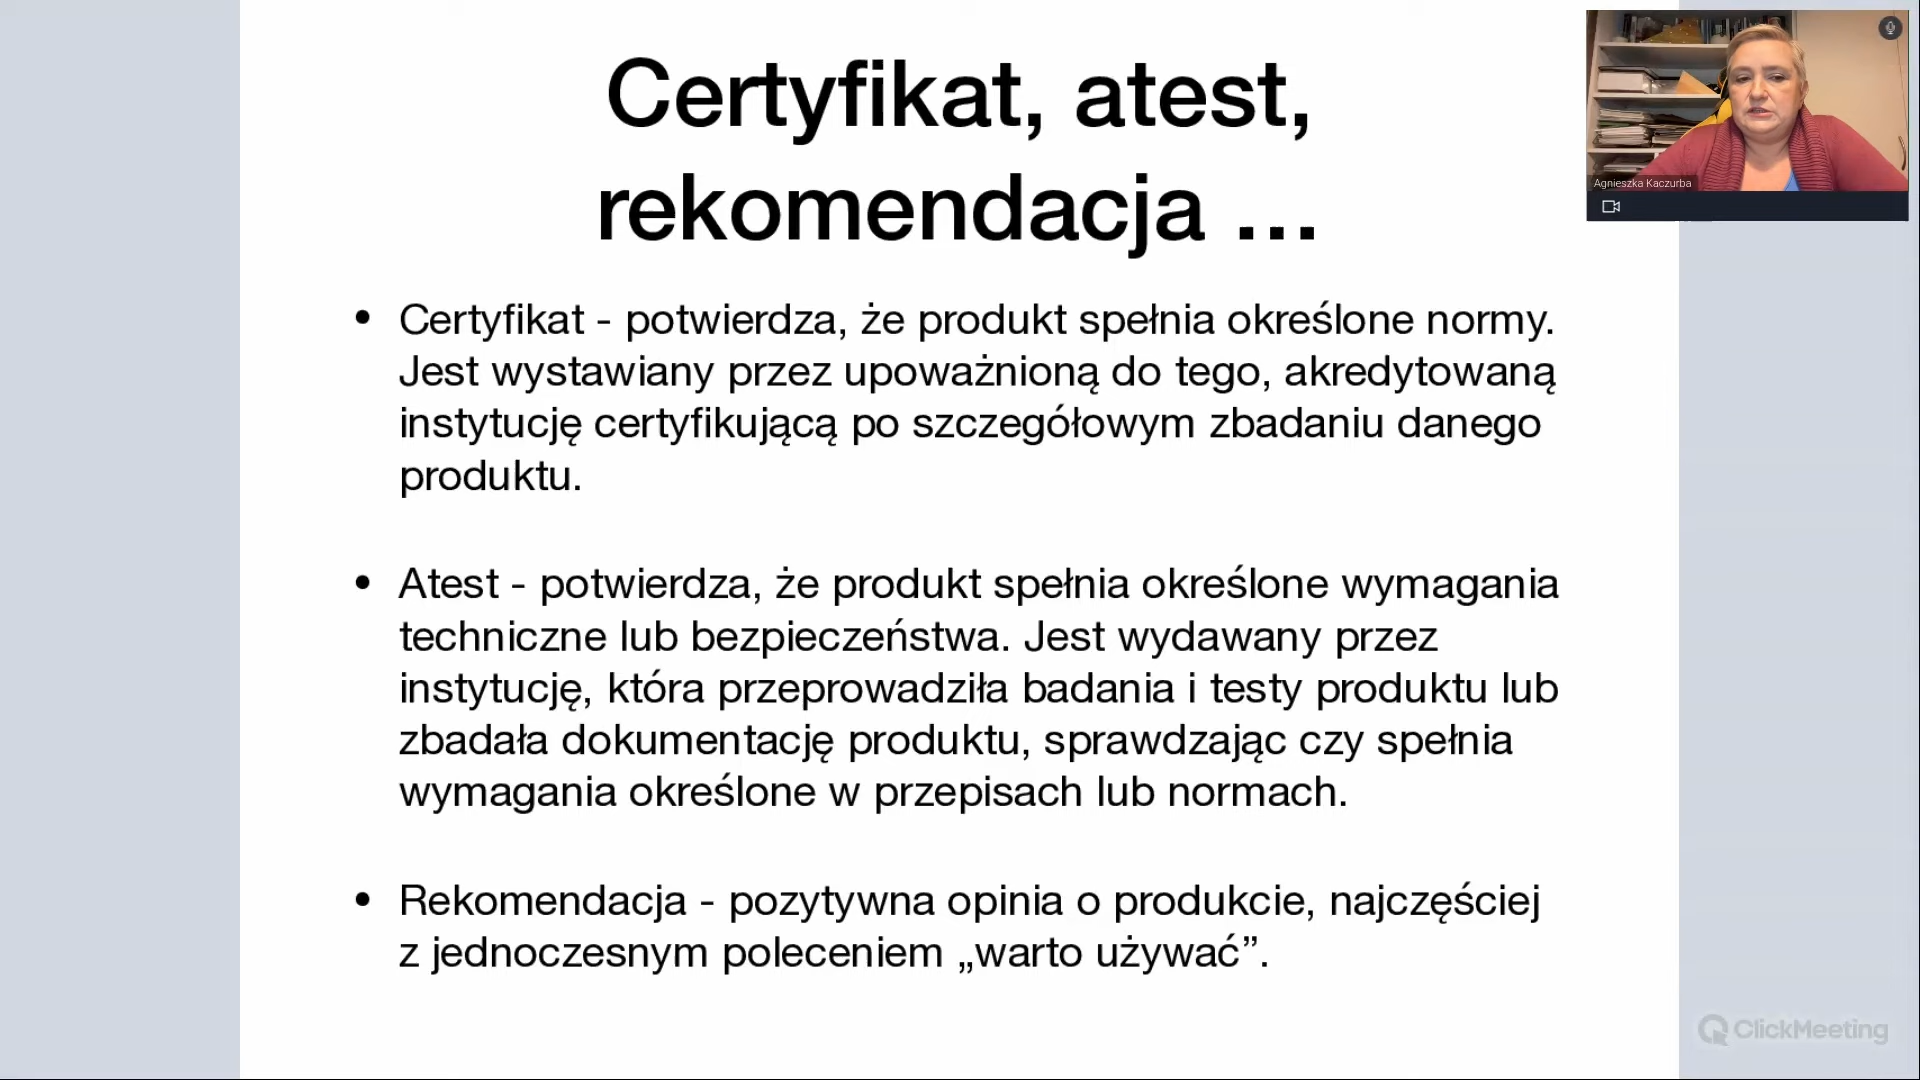 Certyfikat, atest,
rekomendacja ...
• Certyfikat - potwierdza, że produkt spełnia określone normy.
Jest wystawiany przez upoważnioną do tego, akredytowaną
instytucję certyfikującą po szczegółowym zbadaniu danego
produktu.
• Atest - potwierdza, że produkt spełnia określone wymagania
techniczne lub bezpieczeństwa. Jest wydawany przez
instytucję, która przeprowadziła badania i testy produktu lub
zbadała dokumentację produktu, sprawdzając czy spełnia
wymagania określone w przepisach lub normach.
• Rekomendacja - pozytywna opinia o produkcie, najczęściej
z jednoczesnym poleceniem „warto używać”.
Agnieszka Kaczurba
ClickMeeting